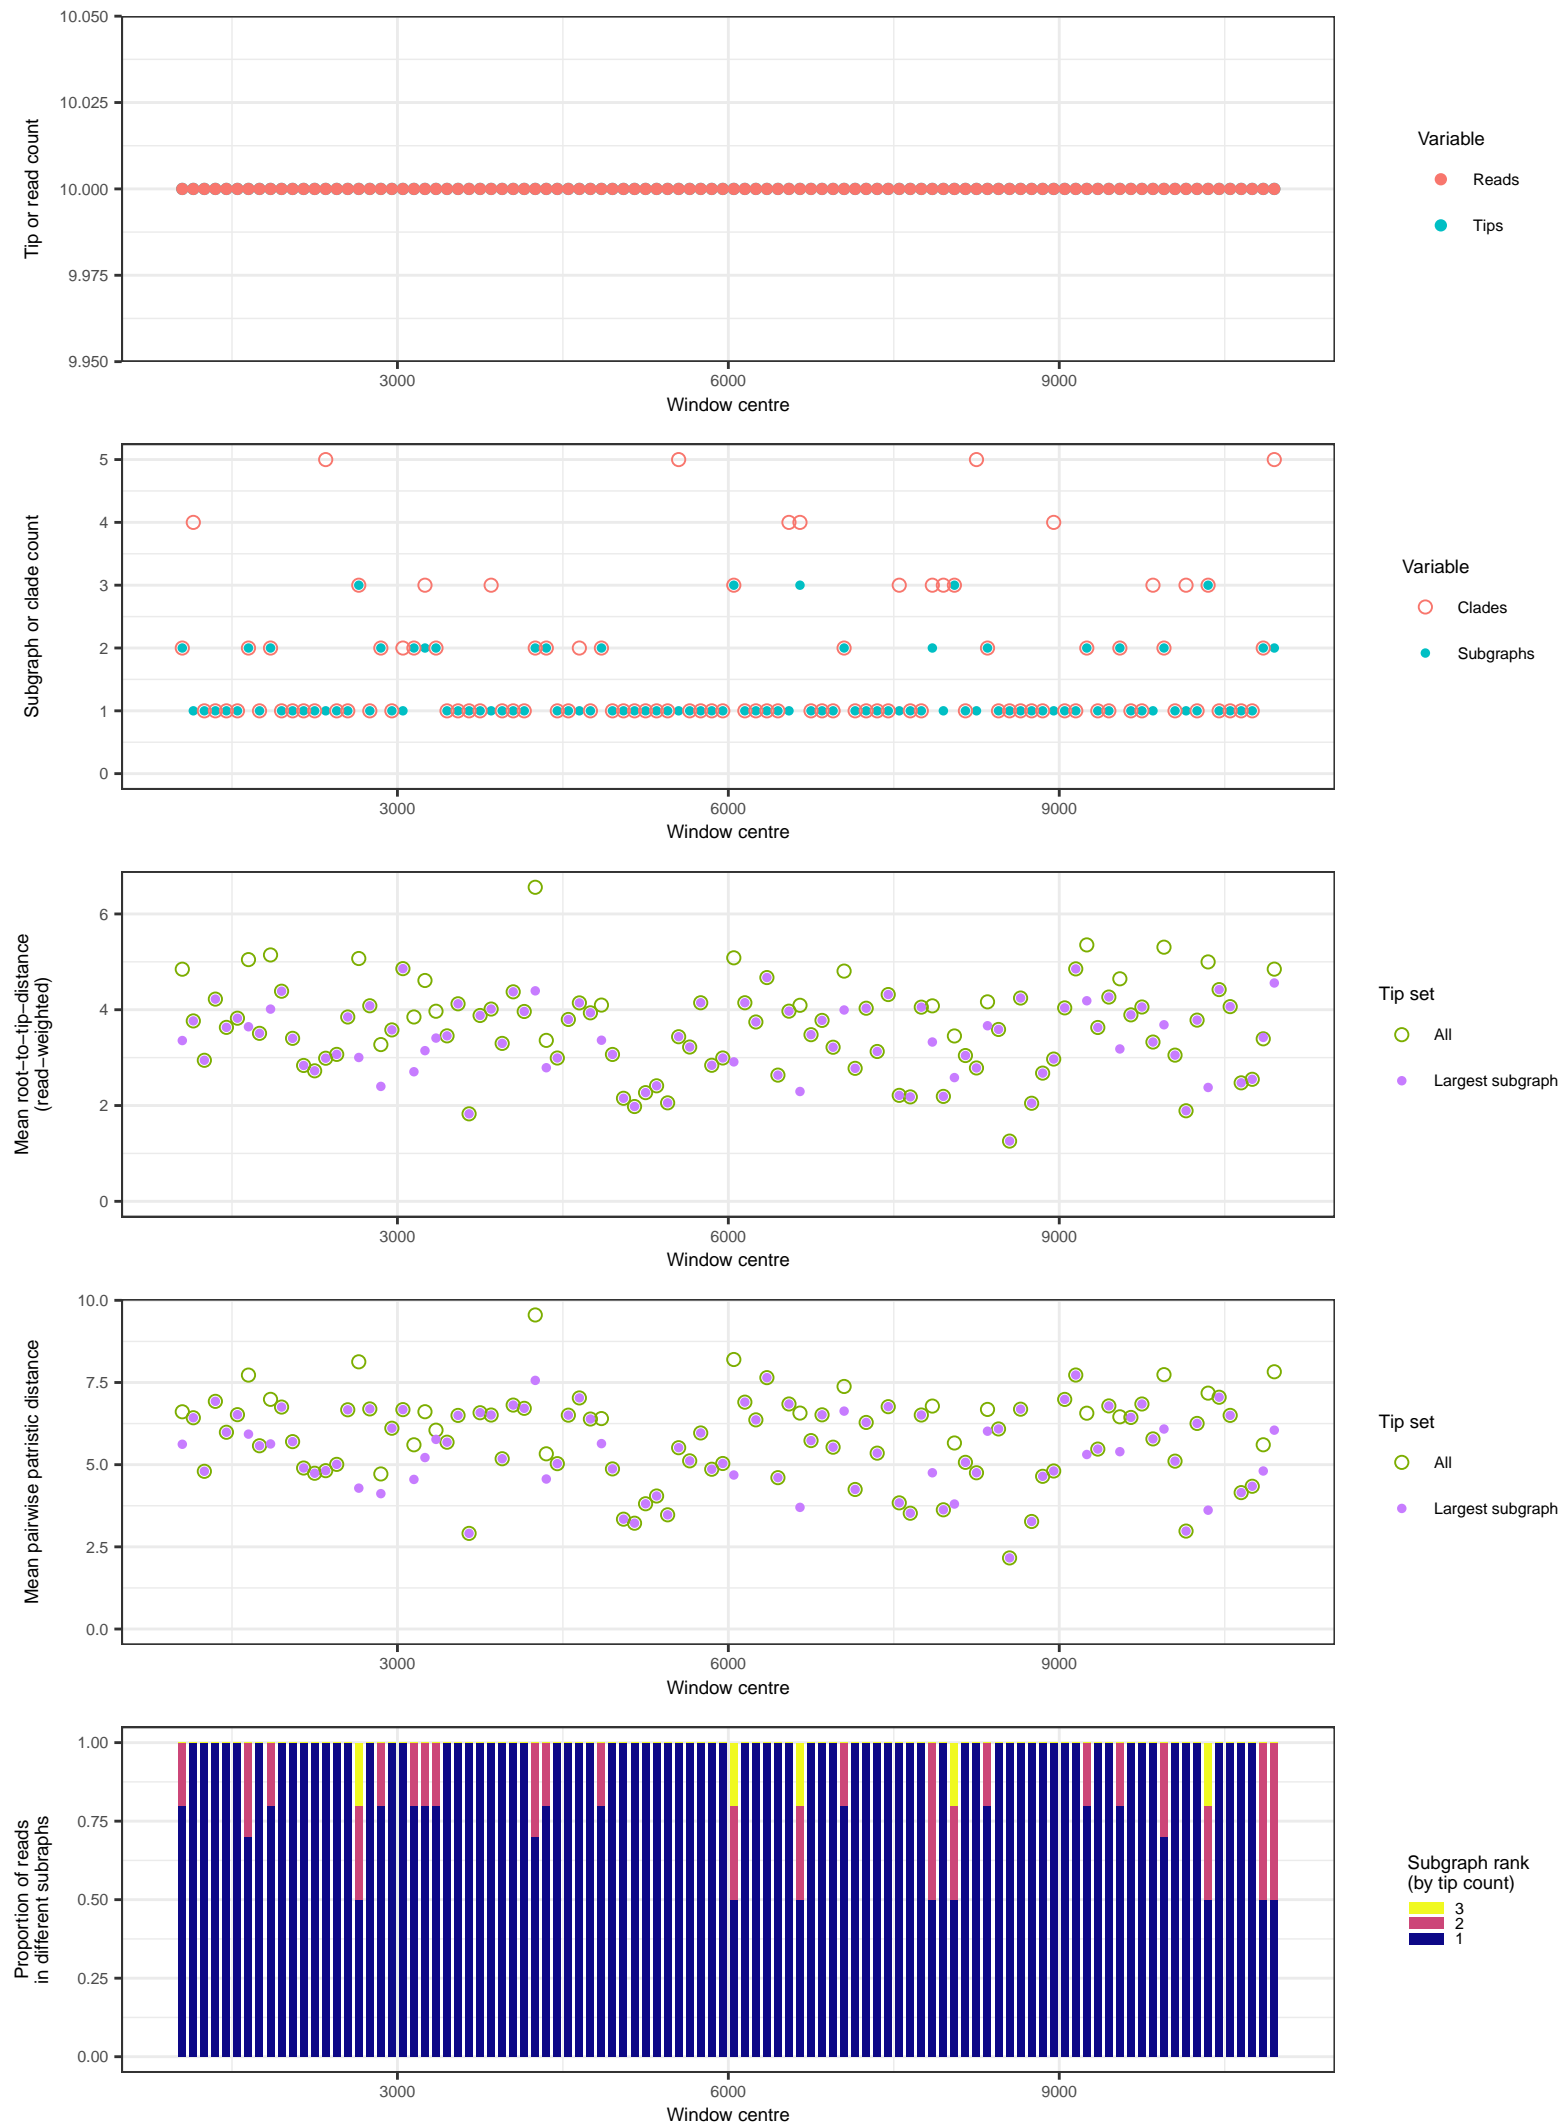 10.050
10.025
10.000
9.975
9.950
Tip or read count
3000 6000 9000
Window centre
Variable
Reads
Tips
5
4
3
2
1
0
Subgraph or clade count
3000 6000 9000
Window centre
Variable
Clades
Subgraphs
6
4
2
0
Mean root−to−tip−distance
(read−weighted)
3000 6000 9000
Window centre
Tip set
All
Largest subgraph
10.0
7.5
5.0
2.5
0.0
Mean pairwise patristic distance
3000 6000 9000
Window centre
Tip set
All
Largest subgraph
1.00
0.75
0.50
0.25
0.00
Proportion of reads
in different subraphs
3000 6000 9000
Window centre
Subgraph rank
(by tip count)
3
2
1